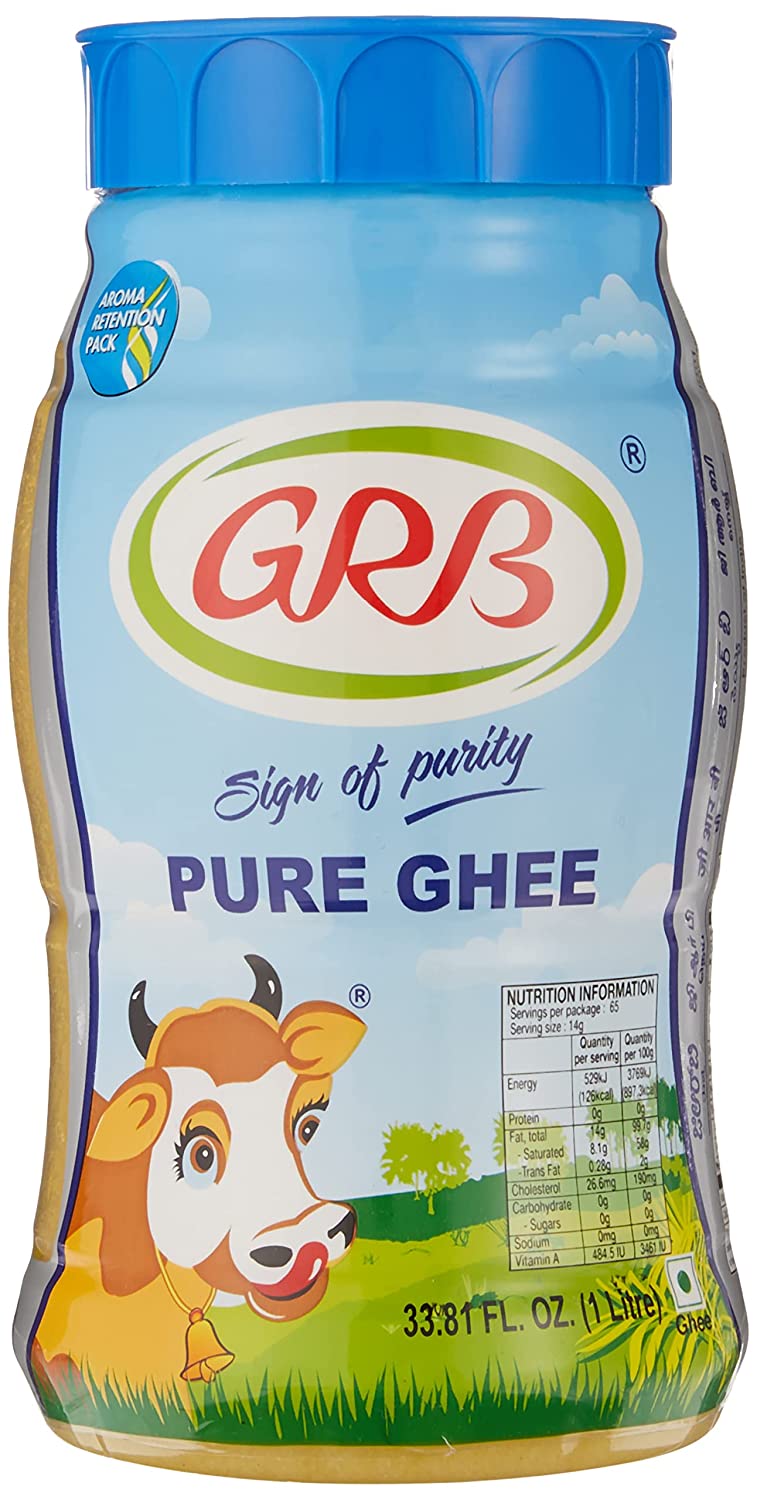 AROMA
RETENTION
PACK
®
GRB
Sign of purity
PURE GHEE
®
NUTRITION INFORMATION
Servings per package : 65
Serving size : 14g
Quantity per serving Quantity per 100g
Energy 529kJ 3769kJ
(126kcal) (897.3kcal)
Protein 0g 0g
Fat, total 14g 99.7g
- Saturated 8.1g 58g
-Trans Fat 0.28g 2g
Cholesterol 26.6mg 190mg
Carbohydrate 0g 0g
- Sugars 0g 0g
Sodium 0mg 0mg
Vitamin A 484.5 IU 3461 IU
33.81 FL. OZ. (1 Litre)
Ghee
जी आर बी